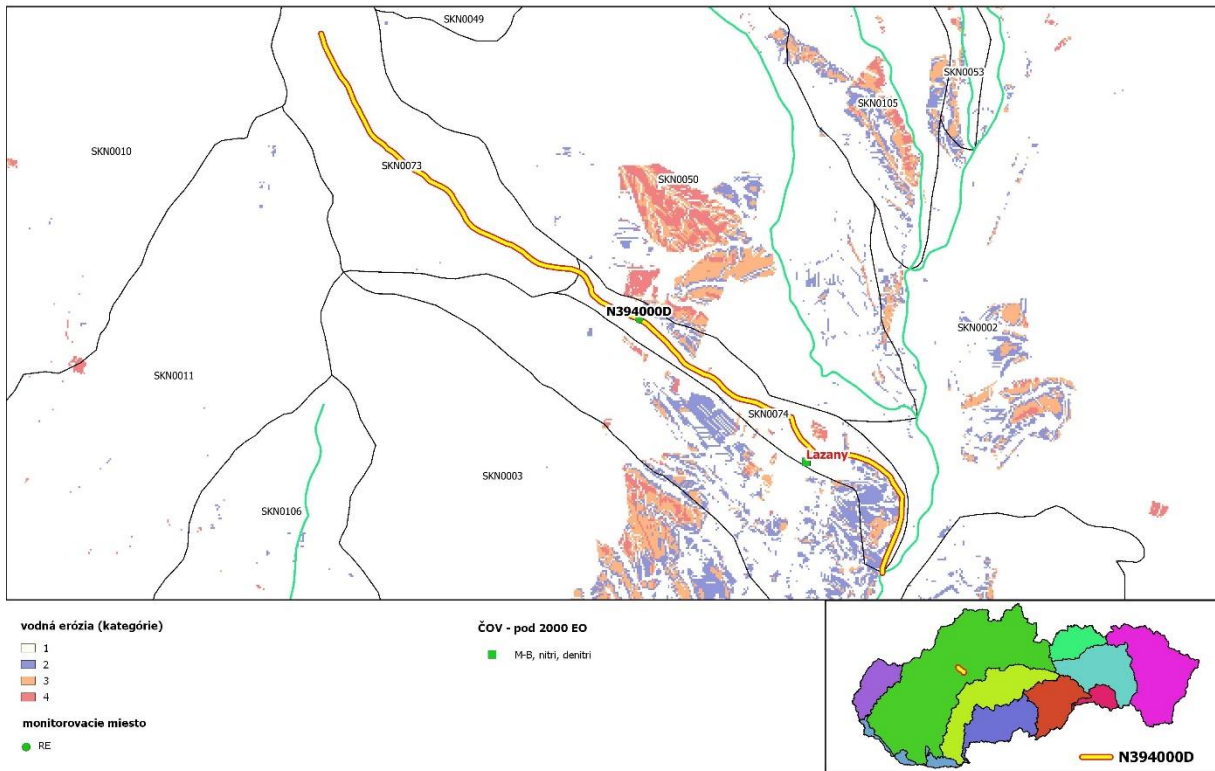 SKN0049
SKN0053
SKN0105
SKN0010
SKN0073
SKN0050
N394000D
SKN0002
SKN0011
SKN0074
Lazany
SKN0003
SKN0106
vodná erózia (kategórie)
1
2
3
4
monitorovacie miesto
RE
ČOV - pod 2000 EO
M-B, nitri, denitri
N394000D